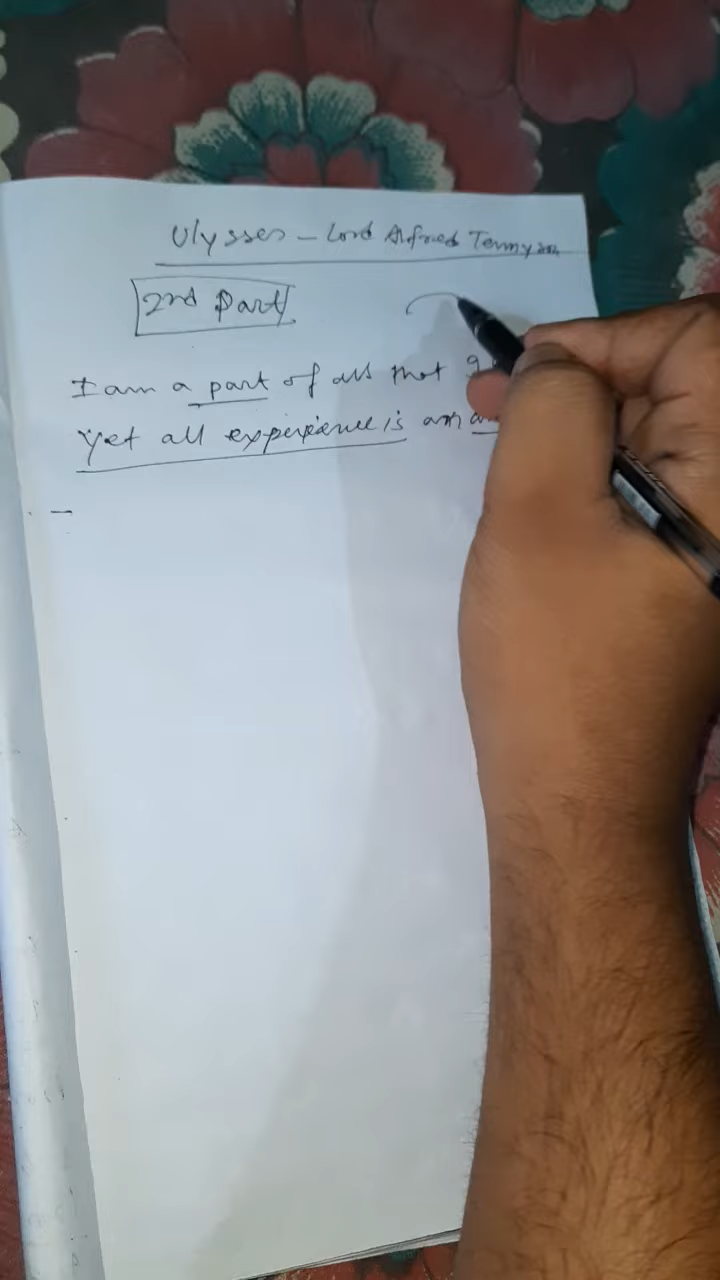 Ulysses - Lord Alfred Tennyson
2nd Part
I am a part of all that
Yet all experience is an